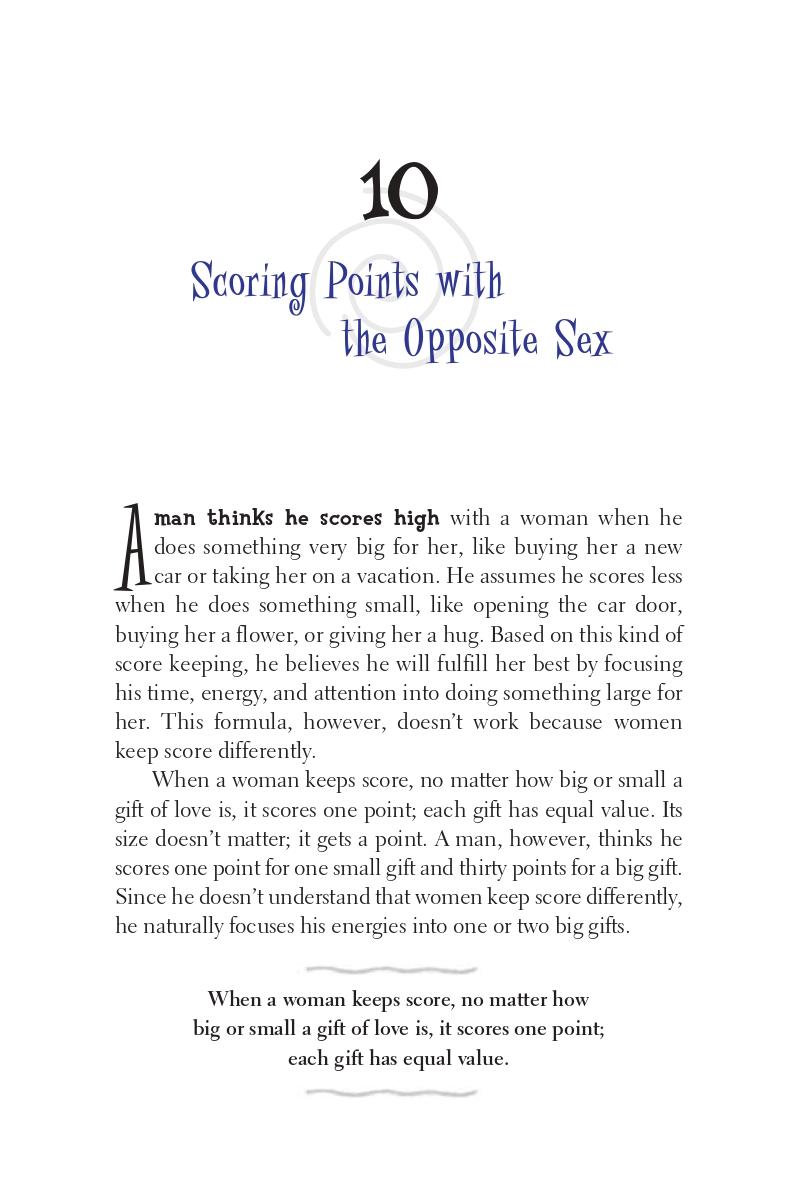 10
Scoring Points with
the Opposite Sex
A man thinks he scores high with a woman when he
does something very big for her, like buying her a new
car or taking her on a vacation. He assumes he scores less
when he does something small, like opening the car door,
buying her a flower, or giving her a hug. Based on this kind of
score keeping, he believes he will fulfill her best by focusing
his time, energy, and attention into doing something large for
her. This formula, however, doesn’t work because women
keep score differently.
When a woman keeps score, no matter how big or small a
gift of love is, it scores one point; each gift has equal value. Its
size doesn’t matter; it gets a point. A man, however, thinks he
scores one point for one small gift and thirty points for a big gift.
Since he doesn’t understand that women keep score differently,
he naturally focuses his energies into one or two big gifts.
When a woman keeps score, no matter how
big or small a gift of love is, it scores one point;
each gift has equal value.